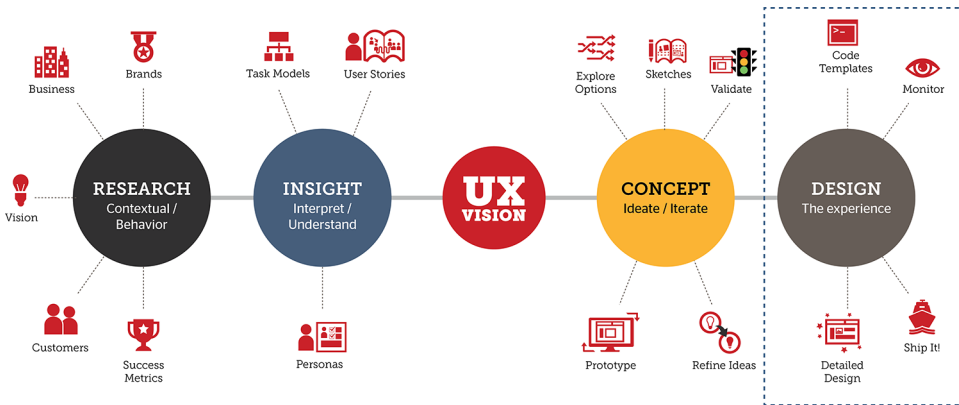 Business
Brands
Vision
RESEARCH
Contextual /
Behavior
Customers
Success
Metrics
Task Models
User Stories
INSIGHT
Interpret /
Understand
Personas
UX
VISION
Explore
Options
Sketches
Validate
CONCEPT
Ideate / Iterate
Prototype
Refine Ideas
>_
Code
Templates
Monitor
DESIGN
The experience
Detailed
Design
Ship It!